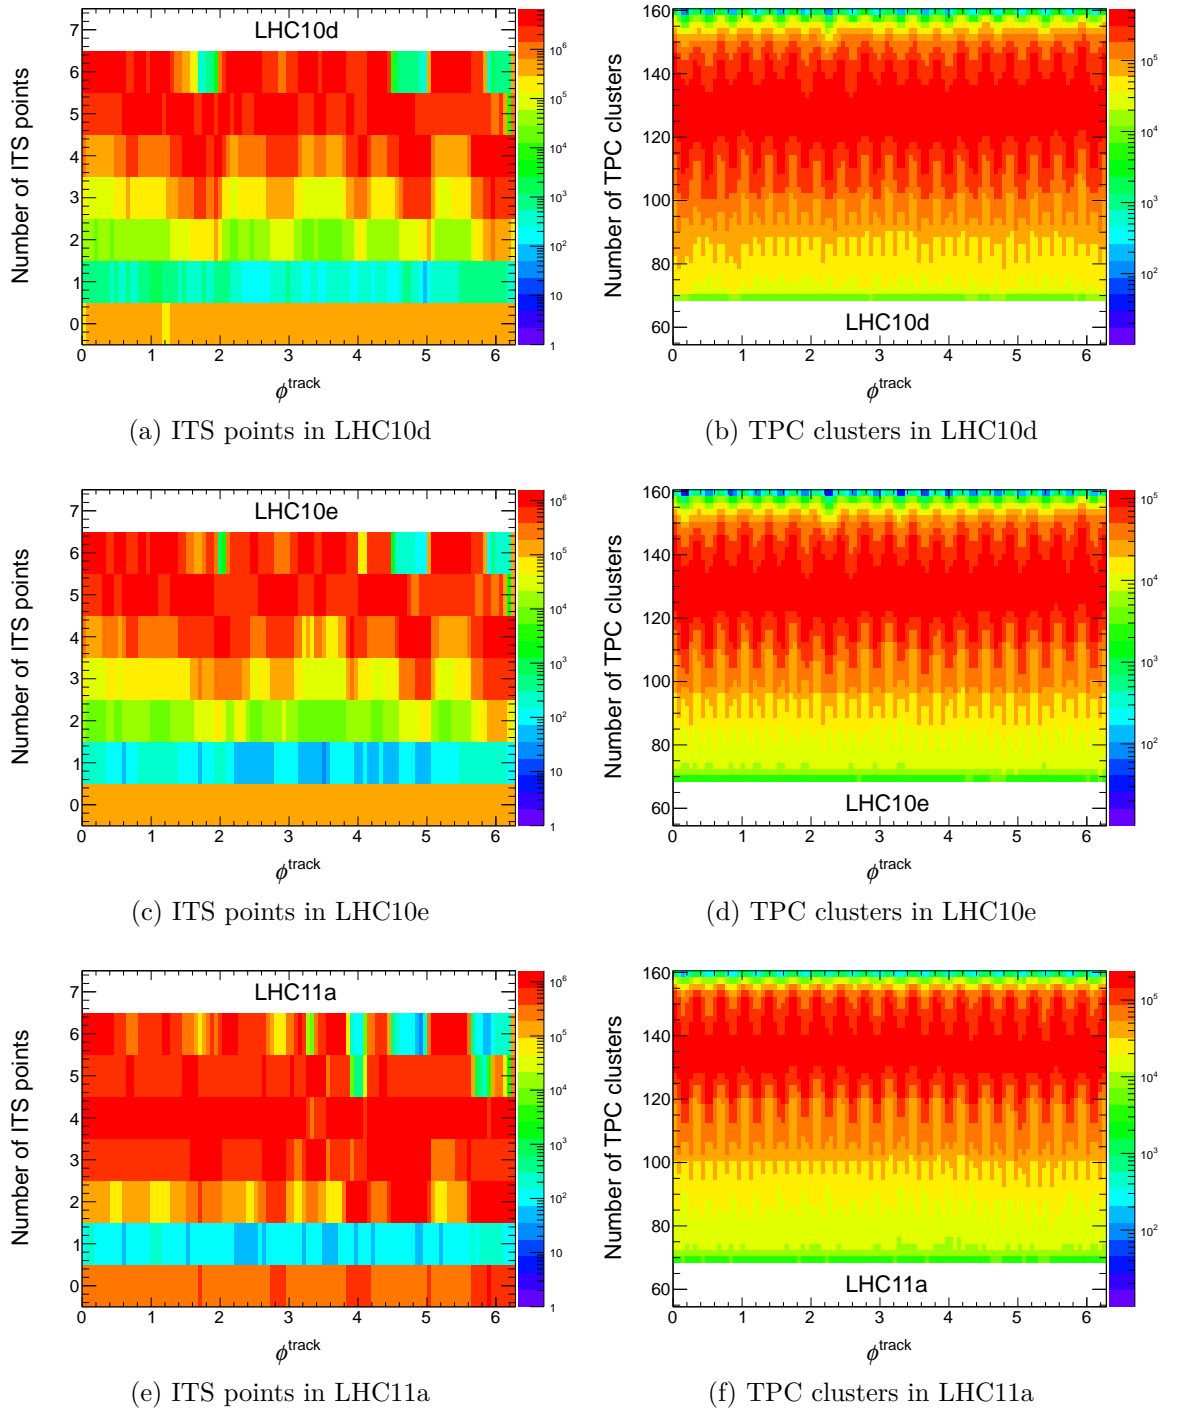 LHC10d
Number of ITS points
7
6
5
4
3
2
1
0
0 1 2 3 4 5 6
ϕ^track
10^6
10^5
10^4
10^3
10^2
10
1
(a) ITS points in LHC10d
LHC10d
Number of TPC clusters
160
140
120
100
80
60
0 1 2 3 4 5 6
ϕ^track
10^5
10^4
10^3
10^2
(b) TPC clusters in LHC10d
LHC10e
Number of ITS points
7
6
5
4
3
2
1
0
0 1 2 3 4 5 6
ϕ^track
10^6
10^5
10^4
10^3
10^2
10
1
(c) ITS points in LHC10e
LHC10e
Number of TPC clusters
160
140
120
100
80
60
0 1 2 3 4 5 6
ϕ^track
10^5
10^4
10^3
10^2
(d) TPC clusters in LHC10e
LHC11a
Number of ITS points
7
6
5
4
3
2
1
0
0 1 2 3 4 5 6
ϕ^track
10^6
10^5
10^4
10^3
10^2
10
1
(e) ITS points in LHC11a
LHC11a
Number of TPC clusters
160
140
120
100
80
60
0 1 2 3 4 5 6
ϕ^track
10^5
10^4
10^3
10^2
(f) TPC clusters in LHC11a